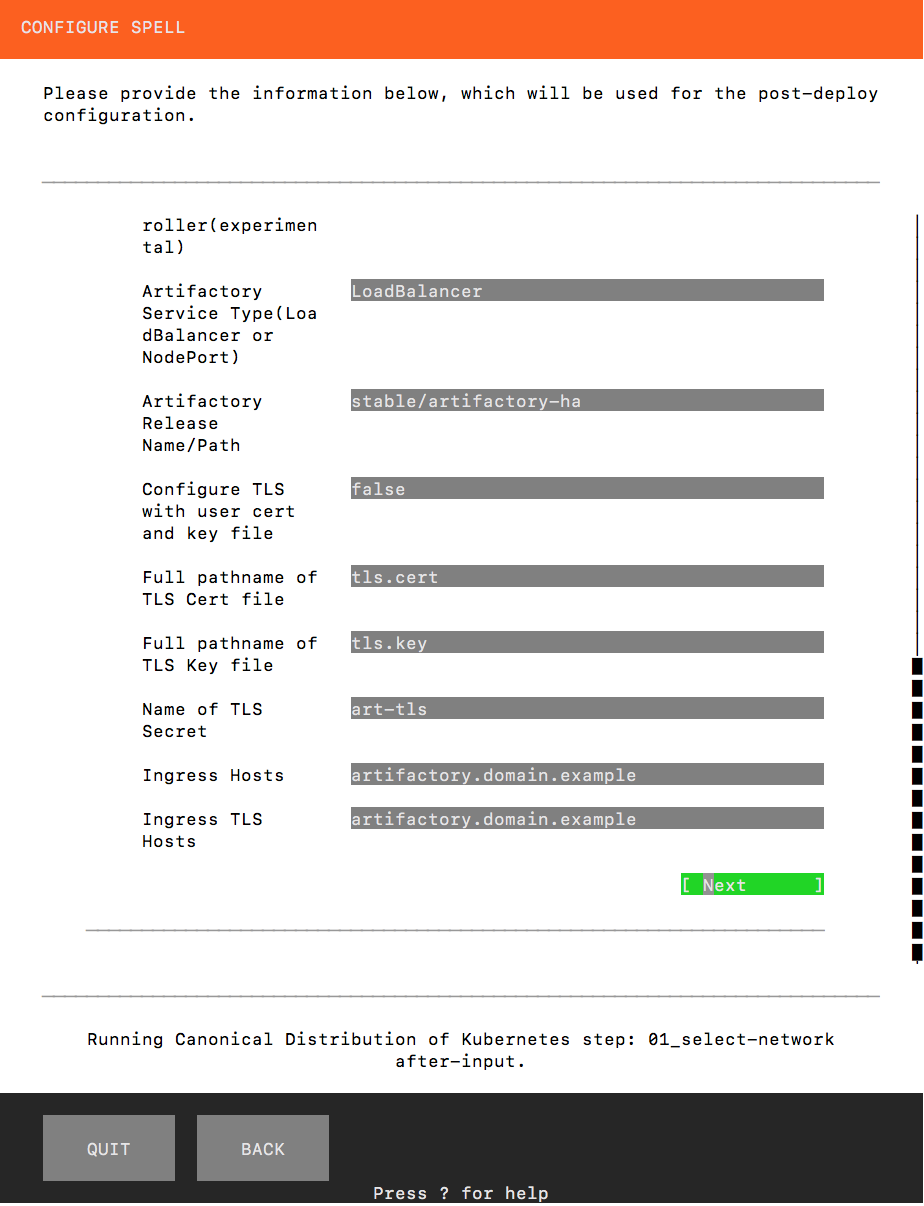 CONFIGURE SPELL
Please provide the information below, which will be used for the post-deploy
configuration.
roller(experimen
tal)
Artifactory
Service Type(Loa
dBalancer or
NodePort)
LoadBalancer
Artifactory
Release
Name/Path
stable/artifactory-ha
Configure TLS
with user cert
and key file
false
Full pathname of
TLS Cert file
tls.cert
Full pathname of
TLS Key file
tls.key
Name of TLS
Secret
art-tls
Ingress Hosts
artifactory.domain.example
Ingress TLS
Hosts
artifactory.domain.example
[ Next ]
Running Canonical Distribution of Kubernetes step: 01_select-network
after-input.
QUIT
BACK
Press ? for help